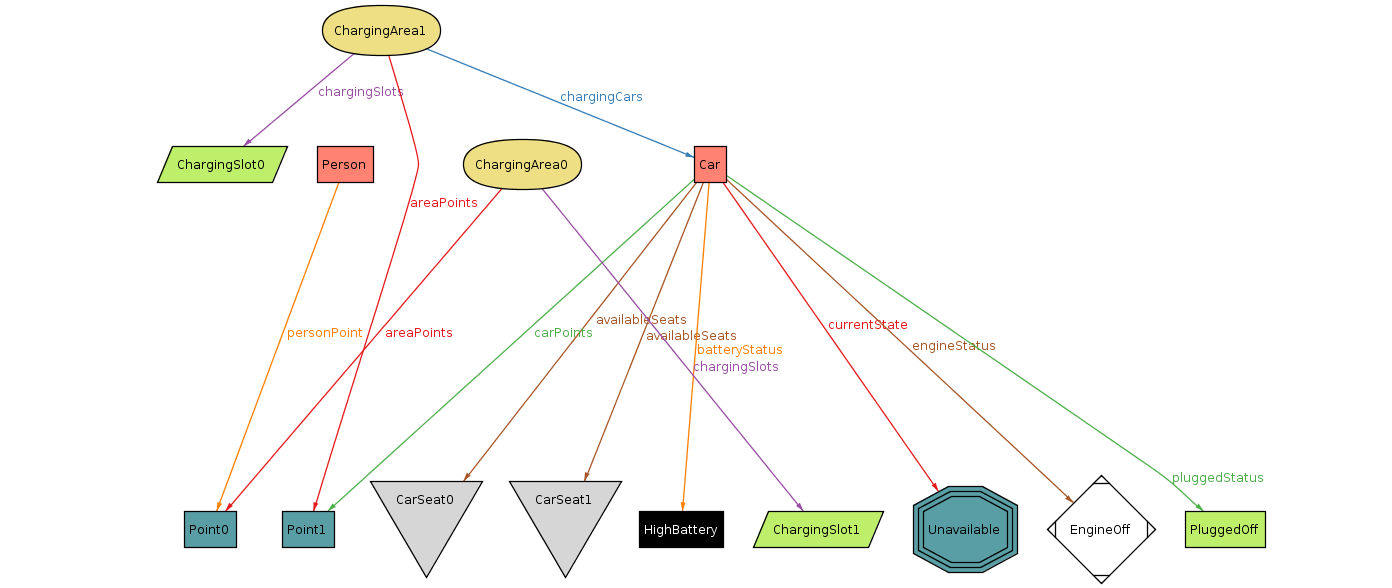 ChargingArea1
chargingSlots
chargingCars
ChargingSlot0
Person
ChargingArea0
Car
areaPoints
personPoint
areaPoints
carPoints
availableSeats
availableSeats
batteryStatus
chargingSlots
currentState
engineStatus
pluggedStatus
Point0
Point1
CarSeat0
CarSeat1
HighBattery
ChargingSlot1
Unavailable
EngineOff
PluggedOff